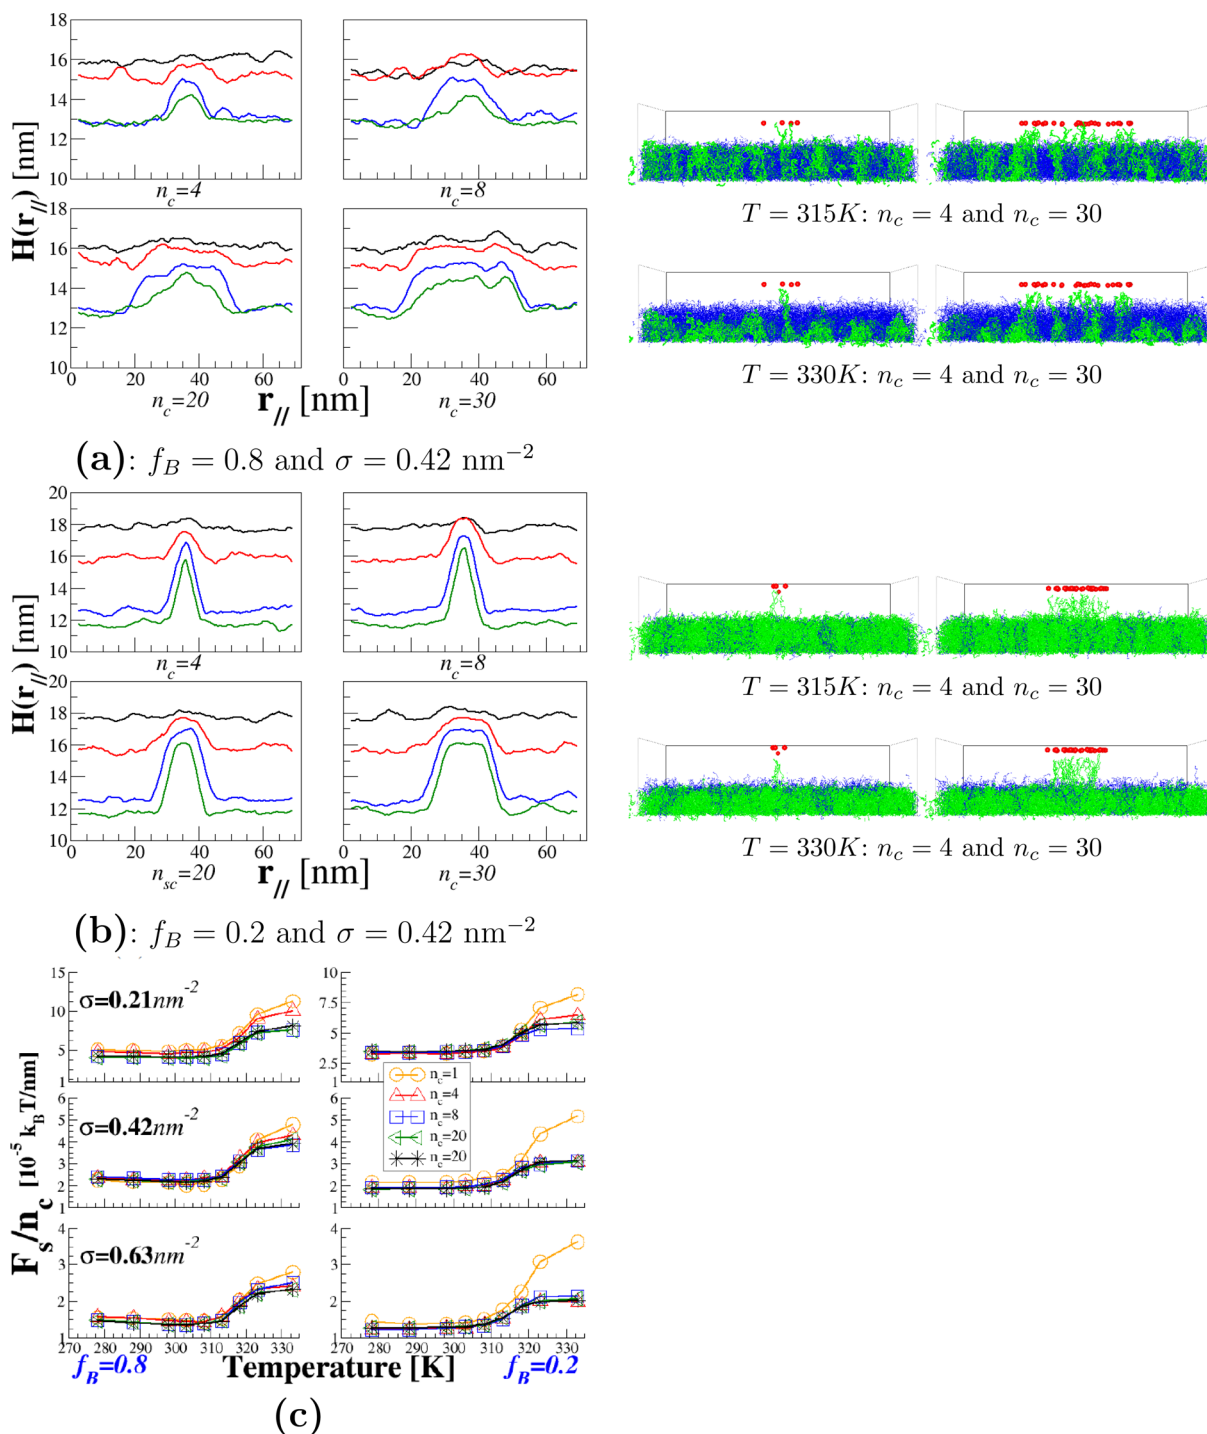 18
16
14
12
10
H(r//) [nm]
n_c=4
n_c=8
T = 315K: n_c = 4 and n_c = 30
18
16
14
12
10
0 20 40 60
0 20 40 60
n_c=20
r// [nm]
n_c=30
T = 330K: n_c = 4 and n_c = 30
(a): f_B = 0.8 and σ = 0.42 nm⁻²
20
18
16
14
12
10
H(r//) [nm]
n_c=4
n_c=8
T = 315K: n_c = 4 and n_c = 30
20
18
16
14
12
10
0 20 40 60
0 20 40 60
n_sc=20
r// [nm]
n_c=30
T = 330K: n_c = 4 and n_c = 30
(b): f_B = 0.2 and σ = 0.42 nm⁻²
15
10
5
1
σ=0.21nm⁻²
10
7.5
5
2.5
1
n_c=1
n_c=4
n_c=8
n_c=20
n_c=20
F_s/n_c [10⁻⁵ k_BT/nm]
6
5
4
3
2
1
σ=0.42nm⁻²
6
5
4
3
2
1
4
3
2
1
σ=0.63nm⁻²
4
3
2
1
270 280 290 300 310 320 330
270 280 290 300 310 320 330
f_B=0.8
Temperature [K]
f_B=0.2
(c)